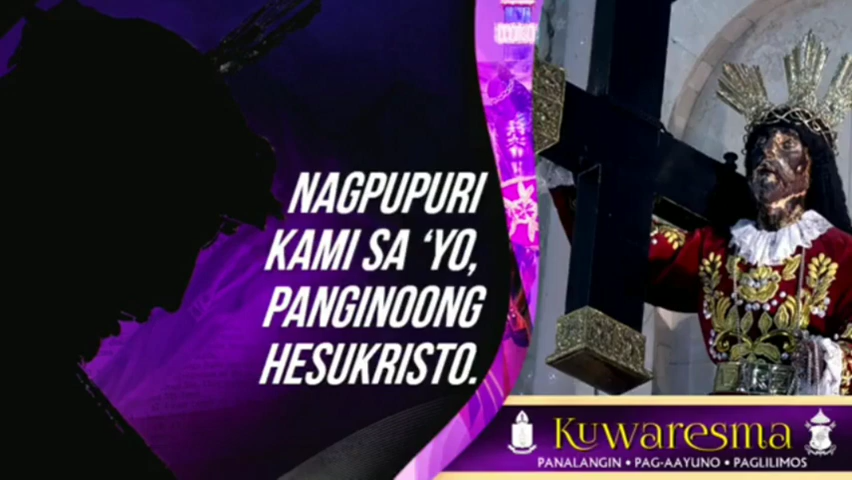 NAGPUPURI
KAMI SA ‘YO,
PANGINOONG
HESUKRISTO.
Kuwaresma
PANALANGIN • PAG-AAYUNO • PAGLILIMOS